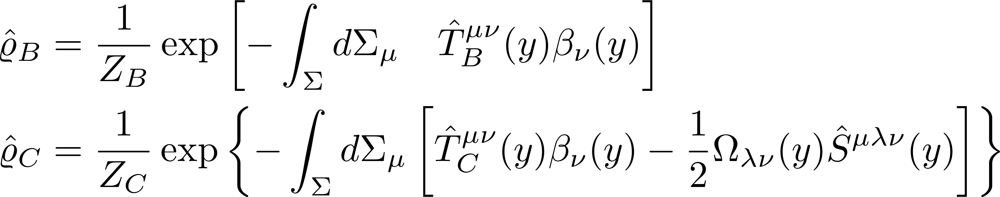 \hat{\varrho}_B = \frac{1}{Z_B} \exp \left[ -\int_\Sigma d\Sigma_\mu \quad \hat{T}_B^{\mu\nu}(y)\beta_\nu(y) \right]
\hat{\varrho}_C = \frac{1}{Z_C} \exp \left\{ -\int_\Sigma d\Sigma_\mu \left[ \hat{T}_C^{\mu\nu}(y)\beta_\nu(y) - \frac{1}{2}\Omega_{\lambda\nu}(y)\hat{S}^{\mu\lambda\nu}(y) \right] \right\}